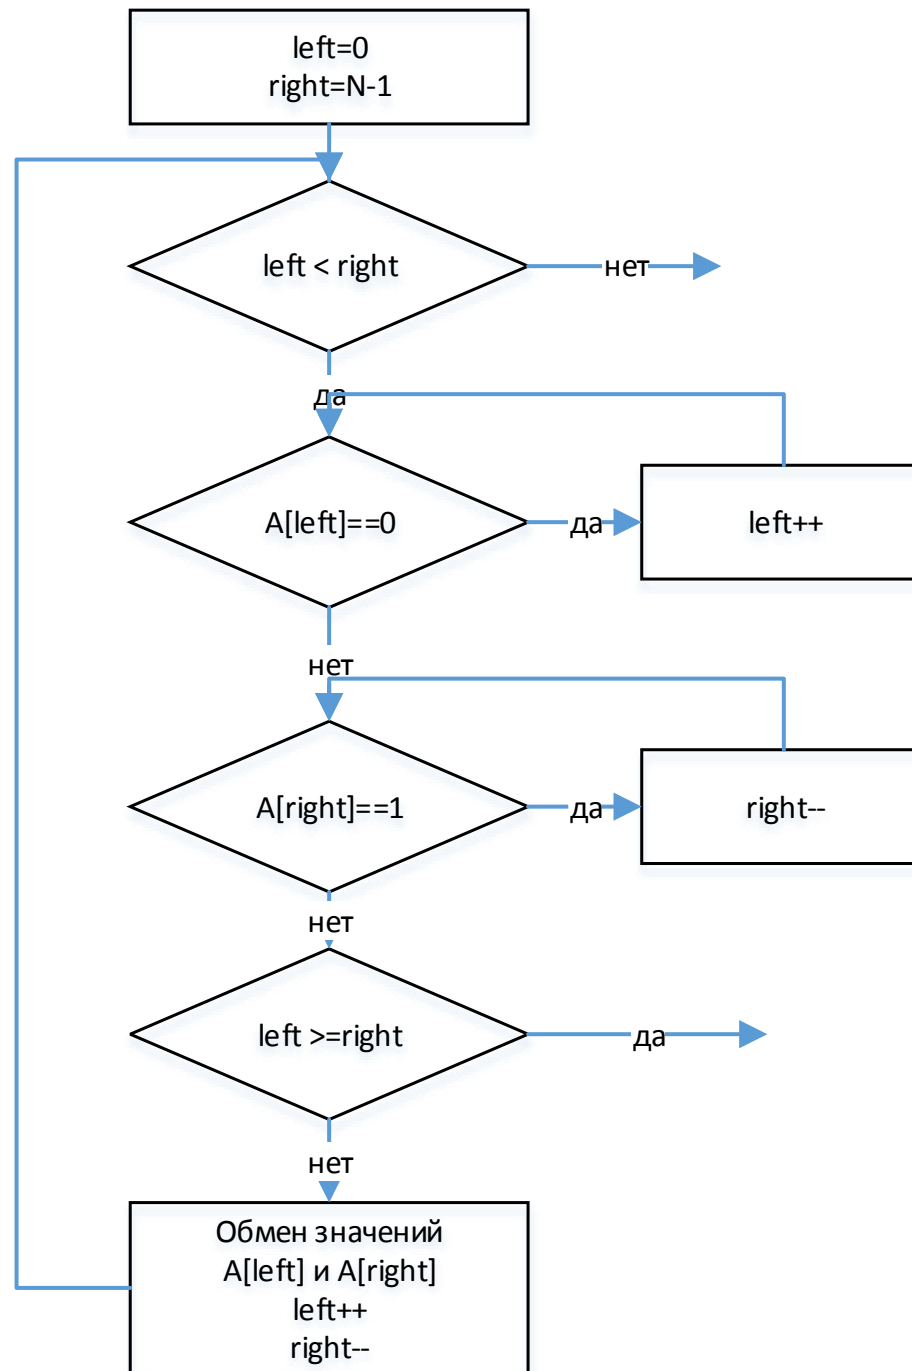 left=0
right=N-1
left < right
нет
да
A[left]==0
да
left++
нет
A[right]==1
да
right--
нет
left >=right
да
нет
Обмен значений
A[left] и A[right]
left++
right--